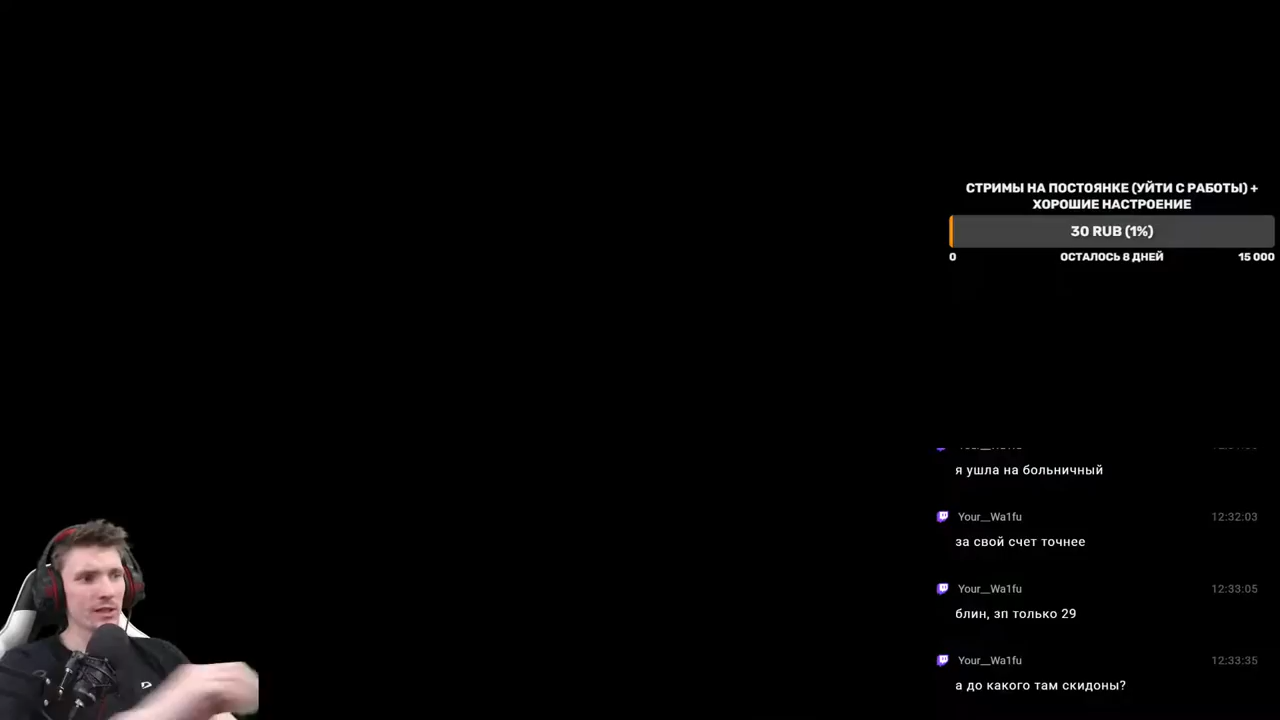 СТРИМЫ НА ПОСТОЯНКЕ (УЙТИ С РАБОТЫ) +
ХОРОШИЕ НАСТРОЕНИЕ
30 RUB (1%)
0 ОСТАЛОСЬ 8 ДНЕЙ 15 000
я ушла на больничный
Your__Wa1fu 12:32:03
за свой счет точнее
Your__Wa1fu 12:33:05
блин, зп только 29
Your__Wa1fu 12:33:35
а до какого там скидоны?